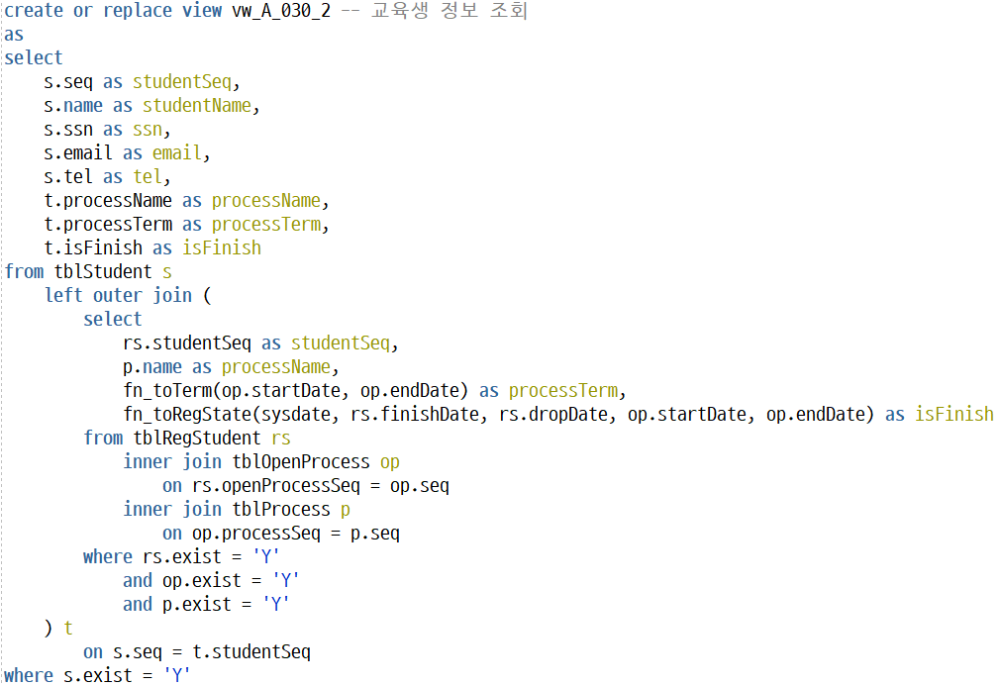 create or replace view vw_A_030_2 -- 교육생 정보 조회
as
select
    s.seq as studentSeq,
    s.name as studentName,
    s.ssn as ssn,
    s.email as email,
    s.tel as tel,
    t.processName as processName,
    t.processTerm as processTerm,
    t.isFinish as isFinish
from tblStudent s
    left outer join (
        select
            rs.studentSeq as studentSeq,
            p.name as processName,
            fn_toTerm(op.startDate, op.endDate) as processTerm,
            fn_toRegState(sysdate, rs.finishDate, rs.dropDate, op.startDate, op.endDate) as isFinish
        from tblRegStudent rs
            inner join tblOpenProcess op
                on rs.openProcessSeq = op.seq
            inner join tblProcess p
                on op.processSeq = p.seq
        where rs.exist = 'Y'
            and op.exist = 'Y'
            and p.exist = 'Y'
    ) t
        on s.seq = t.studentSeq
where s.exist = 'Y'